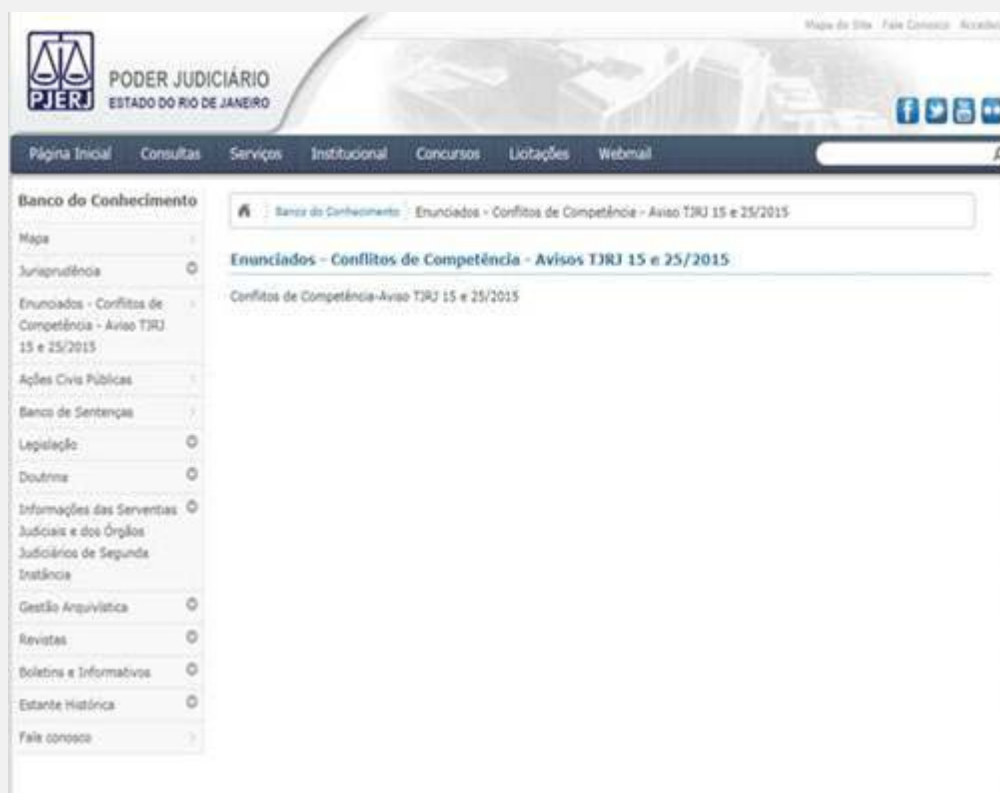 Mapa do Site Fale Conosco
PJERJ
PODER JUDICIÁRIO
ESTADO DO RIO DE JANEIRO
Página Inicial Consultas Serviços Institucional Concursos Licitações Webmail
Banco do Conhecimento
Mapa
Jurisprudência
Enunciados - Conflitos de
Competência - Aviso TJRJ
15 e 25/2015
Ações Civis Públicas
Banco de Sentenças
Legislação
Doutrina
Informações das Serventias
Judiciais e dos Órgãos
Judiciários de Segunda
Instância
Gestão Arquivística
Revistas
Boletins e Informativos
Estante Histórica
Fale conosco
Banco do Conhecimento Enunciados - Conflitos de Competência - Aviso TJRJ 15 e 25/2015
Enunciados - Conflitos de Competência - Avisos TJRJ 15 e 25/2015
Conflitos de Competência-Aviso TJRJ 15 e 25/2015